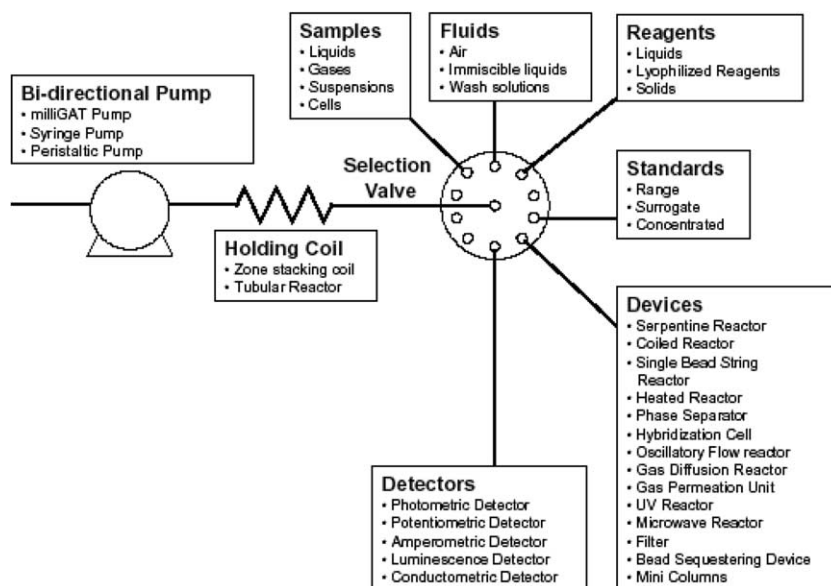 Samples
• Liquids
• Gases
• Suspensions
• Cells
Fluids
• Air
• Immiscible liquids
• Wash solutions
Reagents
• Liquids
• Lyophilized Reagents
• Solids
Bi-directional Pump
• milliGAT Pump
• Syringe Pump
• Peristaltic Pump
Selection
Valve
Standards
• Range
• Surrogate
• Concentrated
Holding Coil
• Zone stacking coil
• Tubular Reactor
Devices
• Serpentine Reactor
• Coiled Reactor
• Single Bead String
Reactor
• Heated Reactor
• Phase Separator
• Hybridization Cell
• Oscillatory Flow reactor
• Gas Diffusion Reactor
• Gas Permeation Unit
• UV Reactor
• Microwave Reactor
• Filter
• Bead Sequestering Device
• Mini Columns
Detectors
• Photometric Detector
• Potentiometric Detector
• Amperometric Detector
• Luminescence Detector
• Conductometric Detector